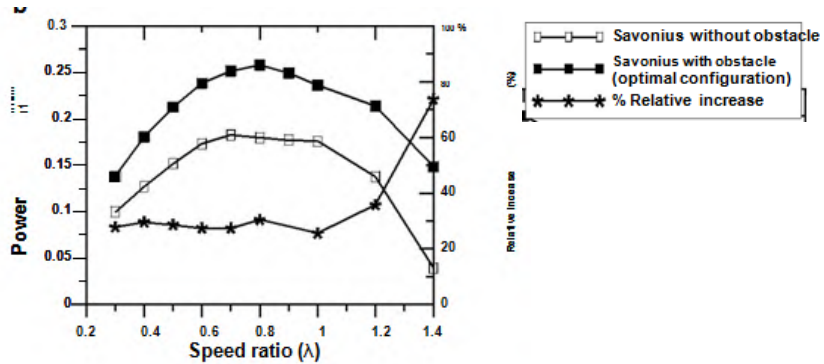 b
0.3
0.25
0.2
0.15
0.1
0.05
0
Power
100 %
80
60
40
20
0
(%)
Relative increase
0.2
0.4
0.6
0.8
1
1.2
1.4
Speed ratio (λ)
Savonius without obstacle
Savonius with obstacle
(optimal configuration)
% Relative increase